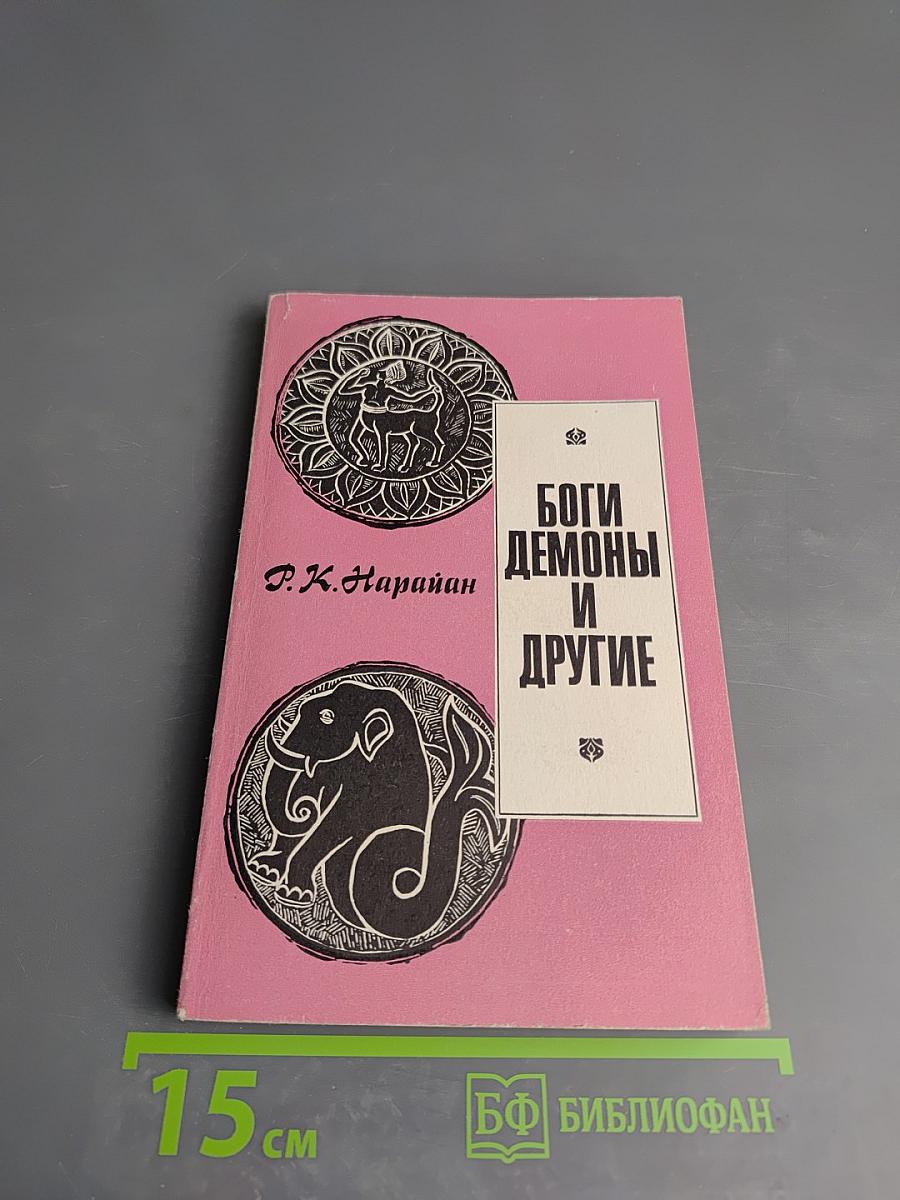 БОГИ
ДЕМОНЫ
И
ДРУГИЕ
Р. К. Нарайан
15 см
БФ БИБЛИОФАН